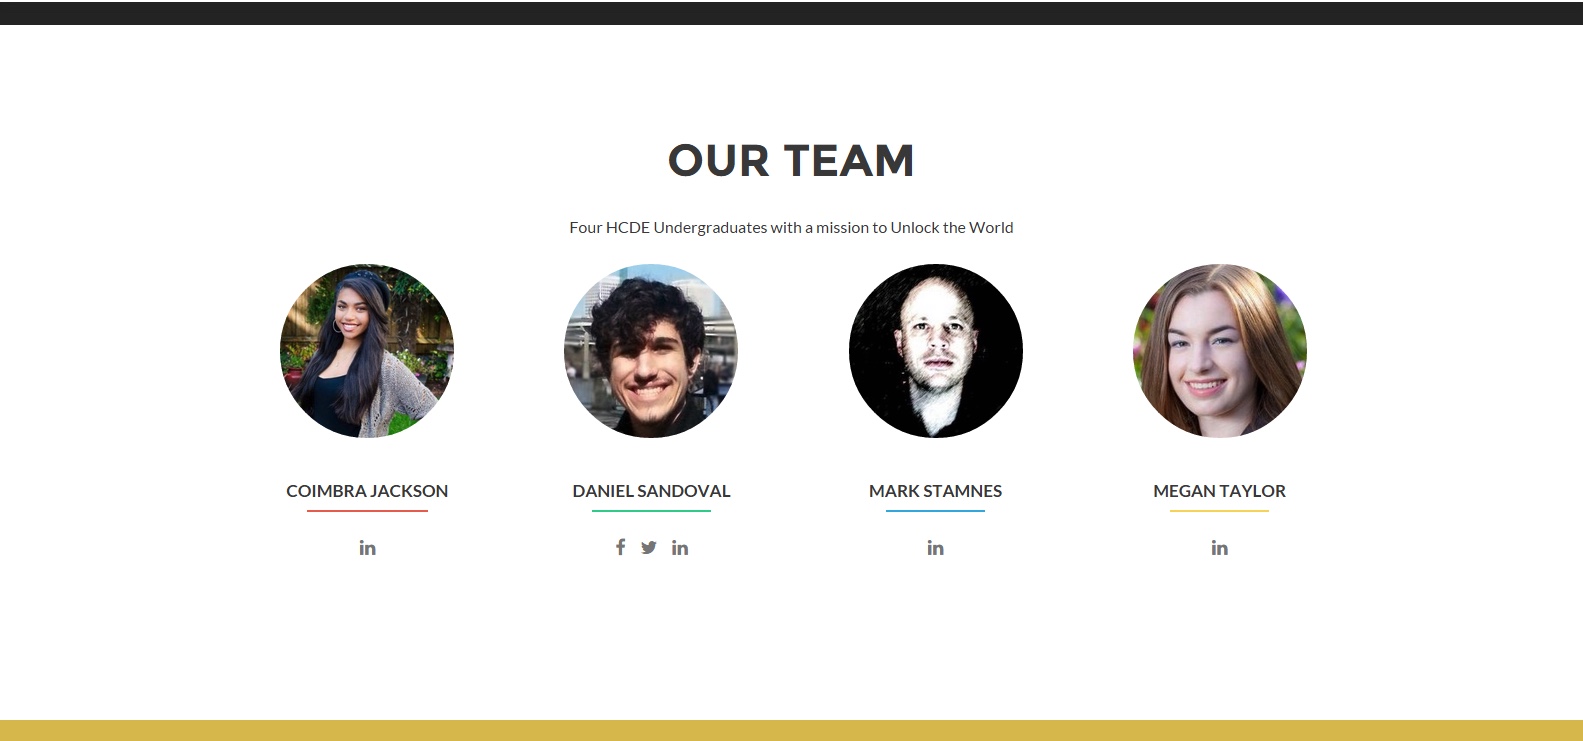 OUR TEAM
Four HCDE Undergraduates with a mission to Unlock the World
COIMBRA JACKSON
DANIEL SANDOVAL
MARK STAMNES
MEGAN TAYLOR
in
f
in
in
in